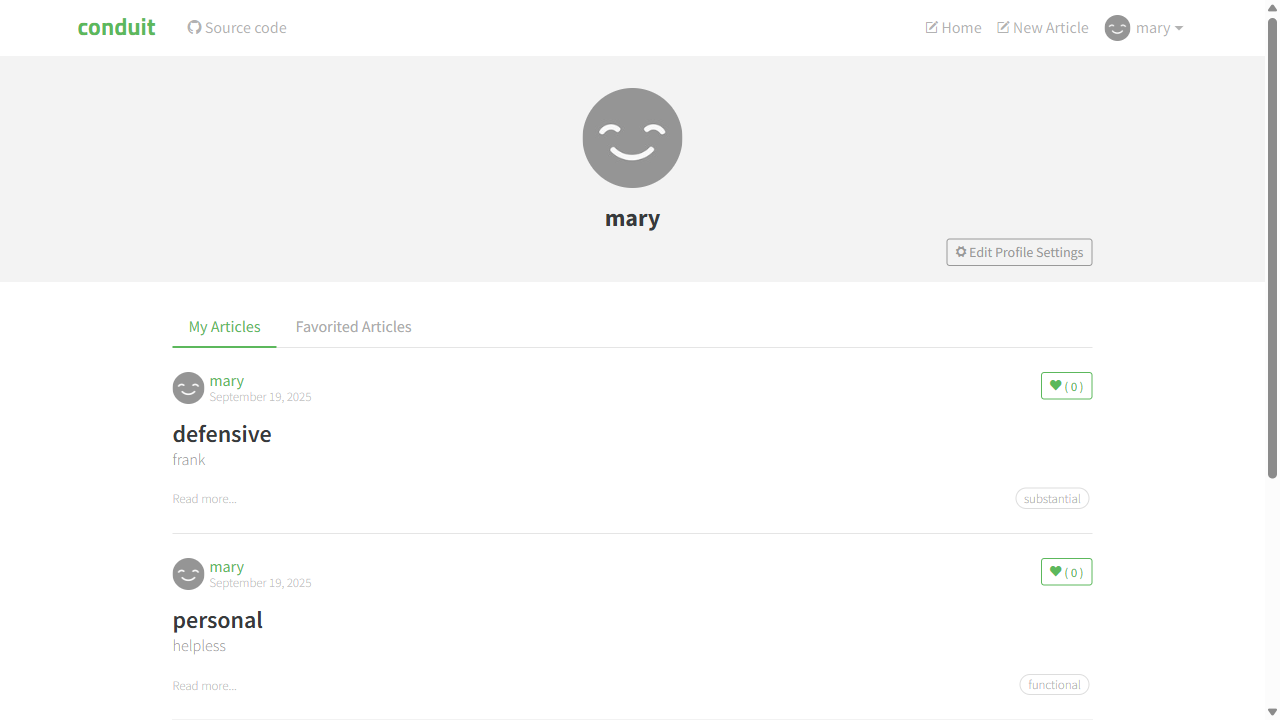 conduit
Source code
Home
New Article
mary
mary
Edit Profile Settings
My Articles
Favorited Articles
mary
September 19, 2025
( 0 )
defensive
frank
Read more...
substantial
mary
September 19, 2025
( 0 )
personal
helpless
Read more...
functional